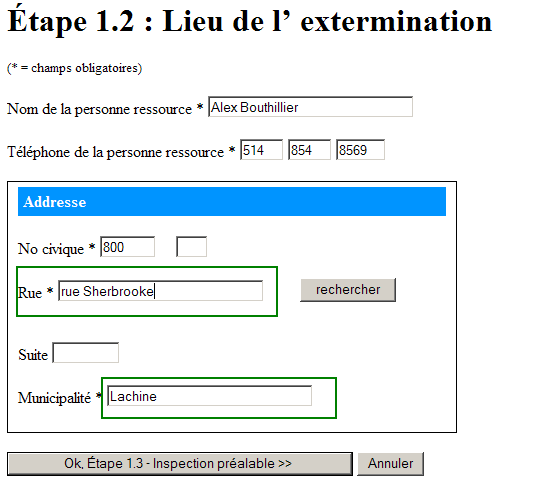 Étape 1.2 : Lieu de l’ extermination
(* = champs obligatoires)
Nom de la personne ressource * Alex Bouthillier
Téléphone de la personne ressource * 514 854 8569
Addresse
No civique * 800
Rue * rue Sherbrooke rechercher
Suite
Municipalité * Lachine
Ok, Étape 1.3 - Inspection préalable >> Annuler